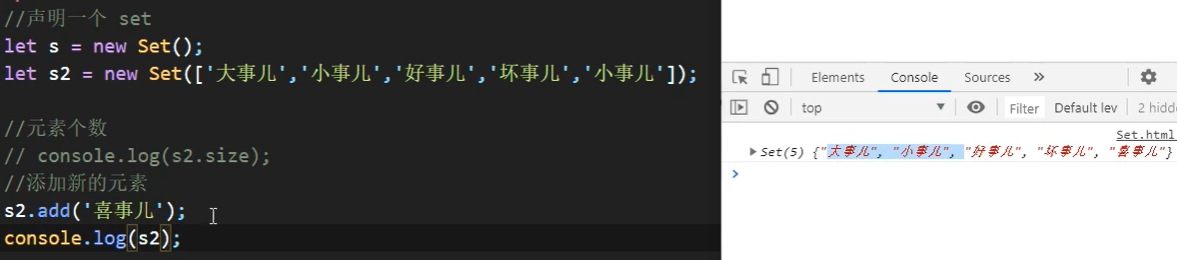 //声明一个 set
let s = new Set();
let s2 = new Set(['大事儿','小事儿','好事儿','坏事儿','小事儿']);
//元素个数
// console.log(s2.size);
//添加新的元素
s2.add('喜事儿');
console.log(s2);
Elements Console Sources »
top Filter Default lev 2 hidd
Set.html
Set(5) {"大事儿", "小事儿", "好事儿", "坏事儿", "喜事儿"}